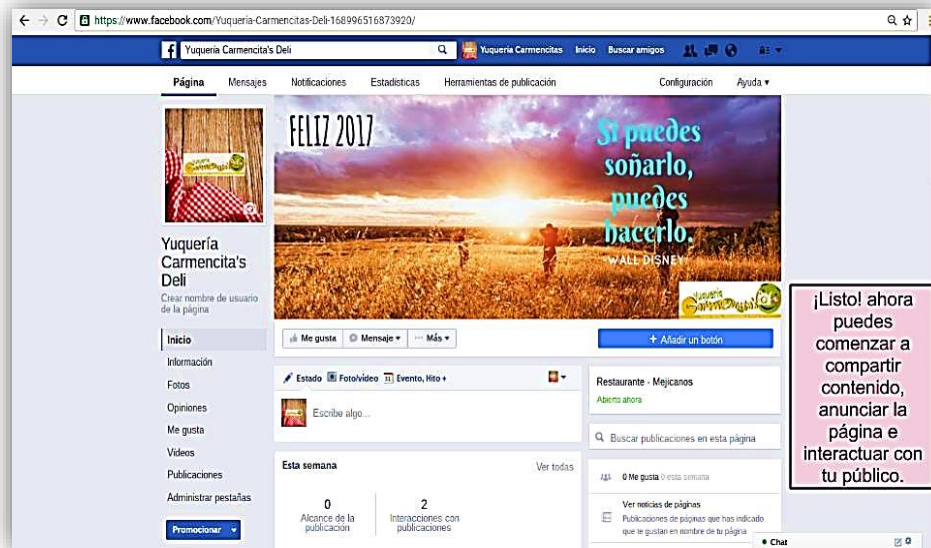 https://www.facebook.com/Yuqueria-Carmencitas-Deli-168996516873920/
Yuquería Carmencita's Deli
Yuquería Carmencitas Inicio Buscar amigos
Página Mensajes Notificaciones Estadísticas Herramientas de publicación Configuración Ayuda
FELIZ 2017
Si puedes
soñarlo,
puedes
hacerlo.
-WALL DISNEY-
Yuquería
Carmencita's
Yuquería
Carmencita's
Deli
Crear nombre de usuario
de la página
Inicio
Información
Fotos
Opiniones
Me gusta
Vídeos
Publicaciones
Administrar pestañas
Promocionar
Me gusta Mensaje Más
+ Añadir un botón
Estado Foto/vídeo Evento, Hito +
Escribe algo...
Esta semana Ver todas
0 2
Alcance de la Interacciones con
publicación publicaciones
Restaurante - Mejicanos
Abierto ahora
Buscar publicaciones en esta página
0 Me gusta 0 esta semana
Ver noticias de páginas
Publicaciones de páginas que has indicado
que te gustan en nombre de tu página
Chat
¡Listo! ahora
puedes
comenzar a
compartir
contenido,
anunciar la
página e
interactuar con
tu público.